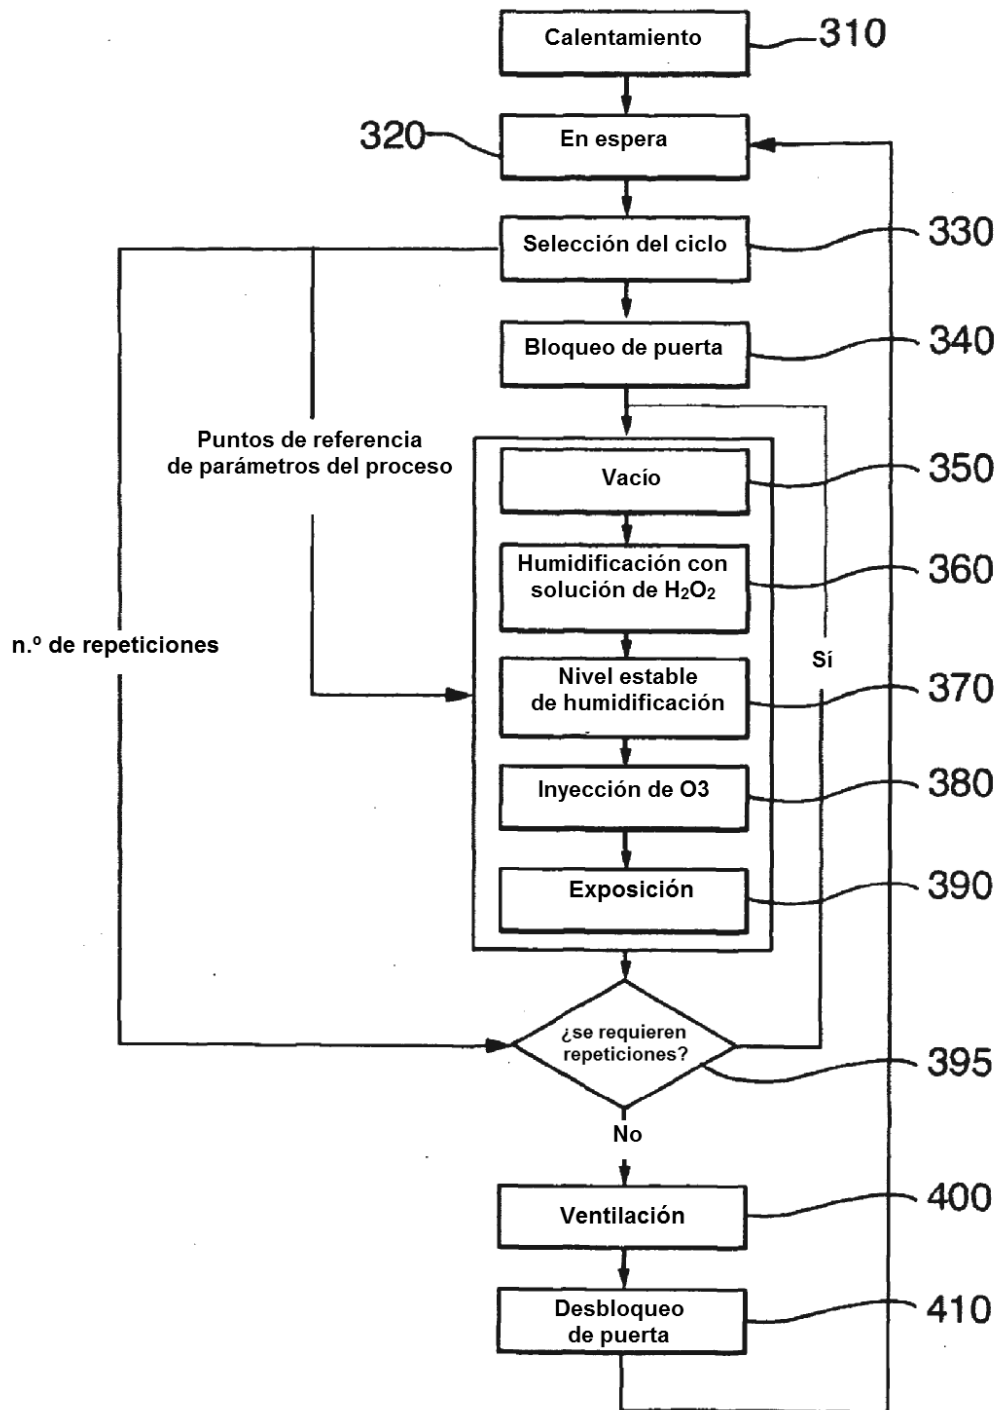 Calentamiento
310
320
En espera
Selección del ciclo
330
Bloqueo de puerta
340
Puntos de referencia
de parámetros del proceso
Vacío
350
Humidificación con
solución de H₂O₂
360
n.º de repeticiones
Sí
Nivel estable
de humidificación
370
Inyección de O3
380
Exposición
390
¿se requieren
repeticiones?
395
No
Ventilación
400
Desbloqueo
de puerta
410